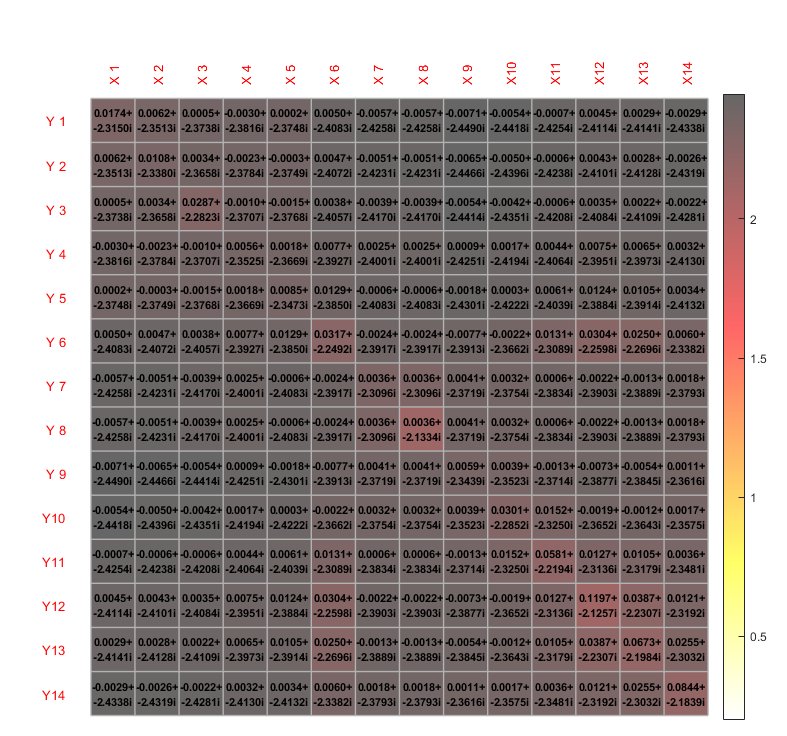 X 1 X 2 X 3 X 4 X 5 X 6 X 7 X 8 X 9 X10 X11 X12 X13 X14
0.0174+ 0.0062+ 0.0005+ -0.0030+ 0.0002+ 0.0050+ -0.0057+ -0.0057+ -0.0071+ -0.0054+ -0.0007+ 0.0045+ 0.0029+ -0.0029+
Y 1
-2.3150i -2.3513i -2.3738i -2.3816i -2.3748i -2.4083i -2.4258i -2.4258i -2.4490i -2.4418i -2.4254i -2.4114i -2.4141i -2.4338i
0.0062+ 0.0108+ 0.0034+ -0.0023+ -0.0003+ 0.0047+ -0.0051+ -0.0051+ -0.0065+ -0.0050+ -0.0006+ 0.0043+ 0.0028+ -0.0026+
Y 2
-2.3513i -2.3380i -2.3658i -2.3784i -2.3749i -2.4072i -2.4231i -2.4231i -2.4466i -2.4396i -2.4238i -2.4101i -2.4128i -2.4319i
0.0005+ 0.0034+ 0.0287+ -0.0010+ -0.0015+ 0.0038+ -0.0039+ -0.0039+ -0.0054+ -0.0042+ -0.0006+ 0.0035+ 0.0022+ -0.0022+
Y 3
-2.3738i -2.3658i -2.2823i -2.3707i -2.3768i -2.4057i -2.4170i -2.4170i -2.4414i -2.4351i -2.4208i -2.4084i -2.4109i -2.4281i
2
-0.0030+ -0.0023+ -0.0010+ 0.0056+ 0.0018+ 0.0077+ 0.0025+ 0.0025+ 0.0009+ 0.0017+ 0.0044+ 0.0075+ 0.0065+ 0.0032+
Y 4
-2.3816i -2.3784i -2.3707i -2.3525i -2.3669i -2.3927i -2.4001i -2.4001i -2.4251i -2.4194i -2.4064i -2.3951i -2.3973i -2.4130i
0.0002+ -0.0003+ -0.0015+ 0.0018+ 0.0085+ 0.0129+ -0.0006+ -0.0006+ -0.0018+ 0.0003+ 0.0061+ 0.0124+ 0.0105+ 0.0034+
Y 5
-2.3748i -2.3749i -2.3768i -2.3669i -2.3473i -2.3850i -2.4083i -2.4083i -2.4301i -2.4222i -2.4039i -2.3884i -2.3914i -2.4132i
0.0050+ 0.0047+ 0.0038+ 0.0077+ 0.0129+ 0.0317+ -0.0024+ -0.0024+ -0.0077+ -0.0022+ 0.0131+ 0.0304+ 0.0250+ 0.0060+
Y 6
-2.4083i -2.4072i -2.4057i -2.3927i -2.3850i -2.2492i -2.3917i -2.3917i -2.3913i -2.3662i -2.3089i -2.2598i -2.2696i -2.3382i
1.5
-0.0057+ -0.0051+ -0.0039+ 0.0025+ -0.0006+ -0.0024+ 0.0036+ 0.0036+ 0.0041+ 0.0032+ 0.0006+ -0.0022+ -0.0013+ 0.0018+
Y 7
-2.4258i -2.4231i -2.4170i -2.4001i -2.4083i -2.3917i -2.3096i -2.3096i -2.3719i -2.3754i -2.3834i -2.3903i -2.3889i -2.3793i
-0.0057+ -0.0051+ -0.0039+ 0.0025+ -0.0006+ -0.0024+ 0.0036+ 0.0036+ 0.0041+ 0.0032+ 0.0006+ -0.0022+ -0.0013+ 0.0018+
Y 8
-2.4258i -2.4231i -2.4170i -2.4001i -2.4083i -2.3917i -2.3096i -2.1334i -2.3719i -2.3754i -2.3834i -2.3903i -2.3889i -2.3793i
-0.0071+ -0.0065+ -0.0054+ 0.0009+ -0.0018+ -0.0077+ 0.0041+ 0.0041+ 0.0059+ 0.0039+ -0.0013+ -0.0073+ -0.0054+ 0.0011+
Y 9
-2.4490i -2.4466i -2.4414i -2.4251i -2.4301i -2.3913i -2.3719i -2.3719i -2.3439i -2.3523i -2.3714i -2.3877i -2.3845i -2.3616i
1
-0.0054+ -0.0050+ -0.0042+ 0.0017+ 0.0003+ -0.0022+ 0.0032+ 0.0032+ 0.0039+ 0.0301+ 0.0152+ -0.0019+ -0.0012+ 0.0017+
Y10
-2.4418i -2.4396i -2.4351i -2.4194i -2.4222i -2.3662i -2.3754i -2.3754i -2.3523i -2.2852i -2.3250i -2.3652i -2.3643i -2.3575i
-0.0007+ -0.0006+ -0.0006+ 0.0044+ 0.0061+ 0.0131+ 0.0006+ 0.0006+ -0.0013+ 0.0152+ 0.0581+ 0.0127+ 0.0105+ 0.0036+
Y11
-2.4254i -2.4238i -2.4208i -2.4064i -2.4039i -2.3089i -2.3834i -2.3834i -2.3714i -2.3250i -2.2194i -2.3136i -2.3179i -2.3481i
0.0045+ 0.0043+ 0.0035+ 0.0075+ 0.0124+ 0.0304+ -0.0022+ -0.0022+ -0.0073+ -0.0019+ 0.0127+ 0.1197+ 0.0387+ 0.0121+
Y12
-2.4114i -2.4101i -2.4084i -2.3951i -2.3884i -2.2598i -2.3903i -2.3903i -2.3877i -2.3652i -2.3136i -2.1257i -2.2307i -2.3192i
0.5
0.0029+ 0.0028+ 0.0022+ 0.0065+ 0.0105+ 0.0250+ -0.0013+ -0.0013+ -0.0054+ -0.0012+ 0.0105+ 0.0387+ 0.0673+ 0.0255+
Y13
-2.4141i -2.4128i -2.4109i -2.3973i -2.3914i -2.2696i -2.3889i -2.3889i -2.3845i -2.3643i -2.3179i -2.2307i -2.1984i -2.3032i
-0.0029+ -0.0026+ -0.0022+ 0.0032+ 0.0034+ 0.0060+ 0.0018+ 0.0018+ 0.0011+ 0.0017+ 0.0036+ 0.0121+ 0.0255+ 0.0844+
Y14
-2.4338i -2.4319i -2.4281i -2.4130i -2.4132i -2.3382i -2.3793i -2.3793i -2.3616i -2.3575i -2.3481i -2.3192i -2.3032i -2.1839i